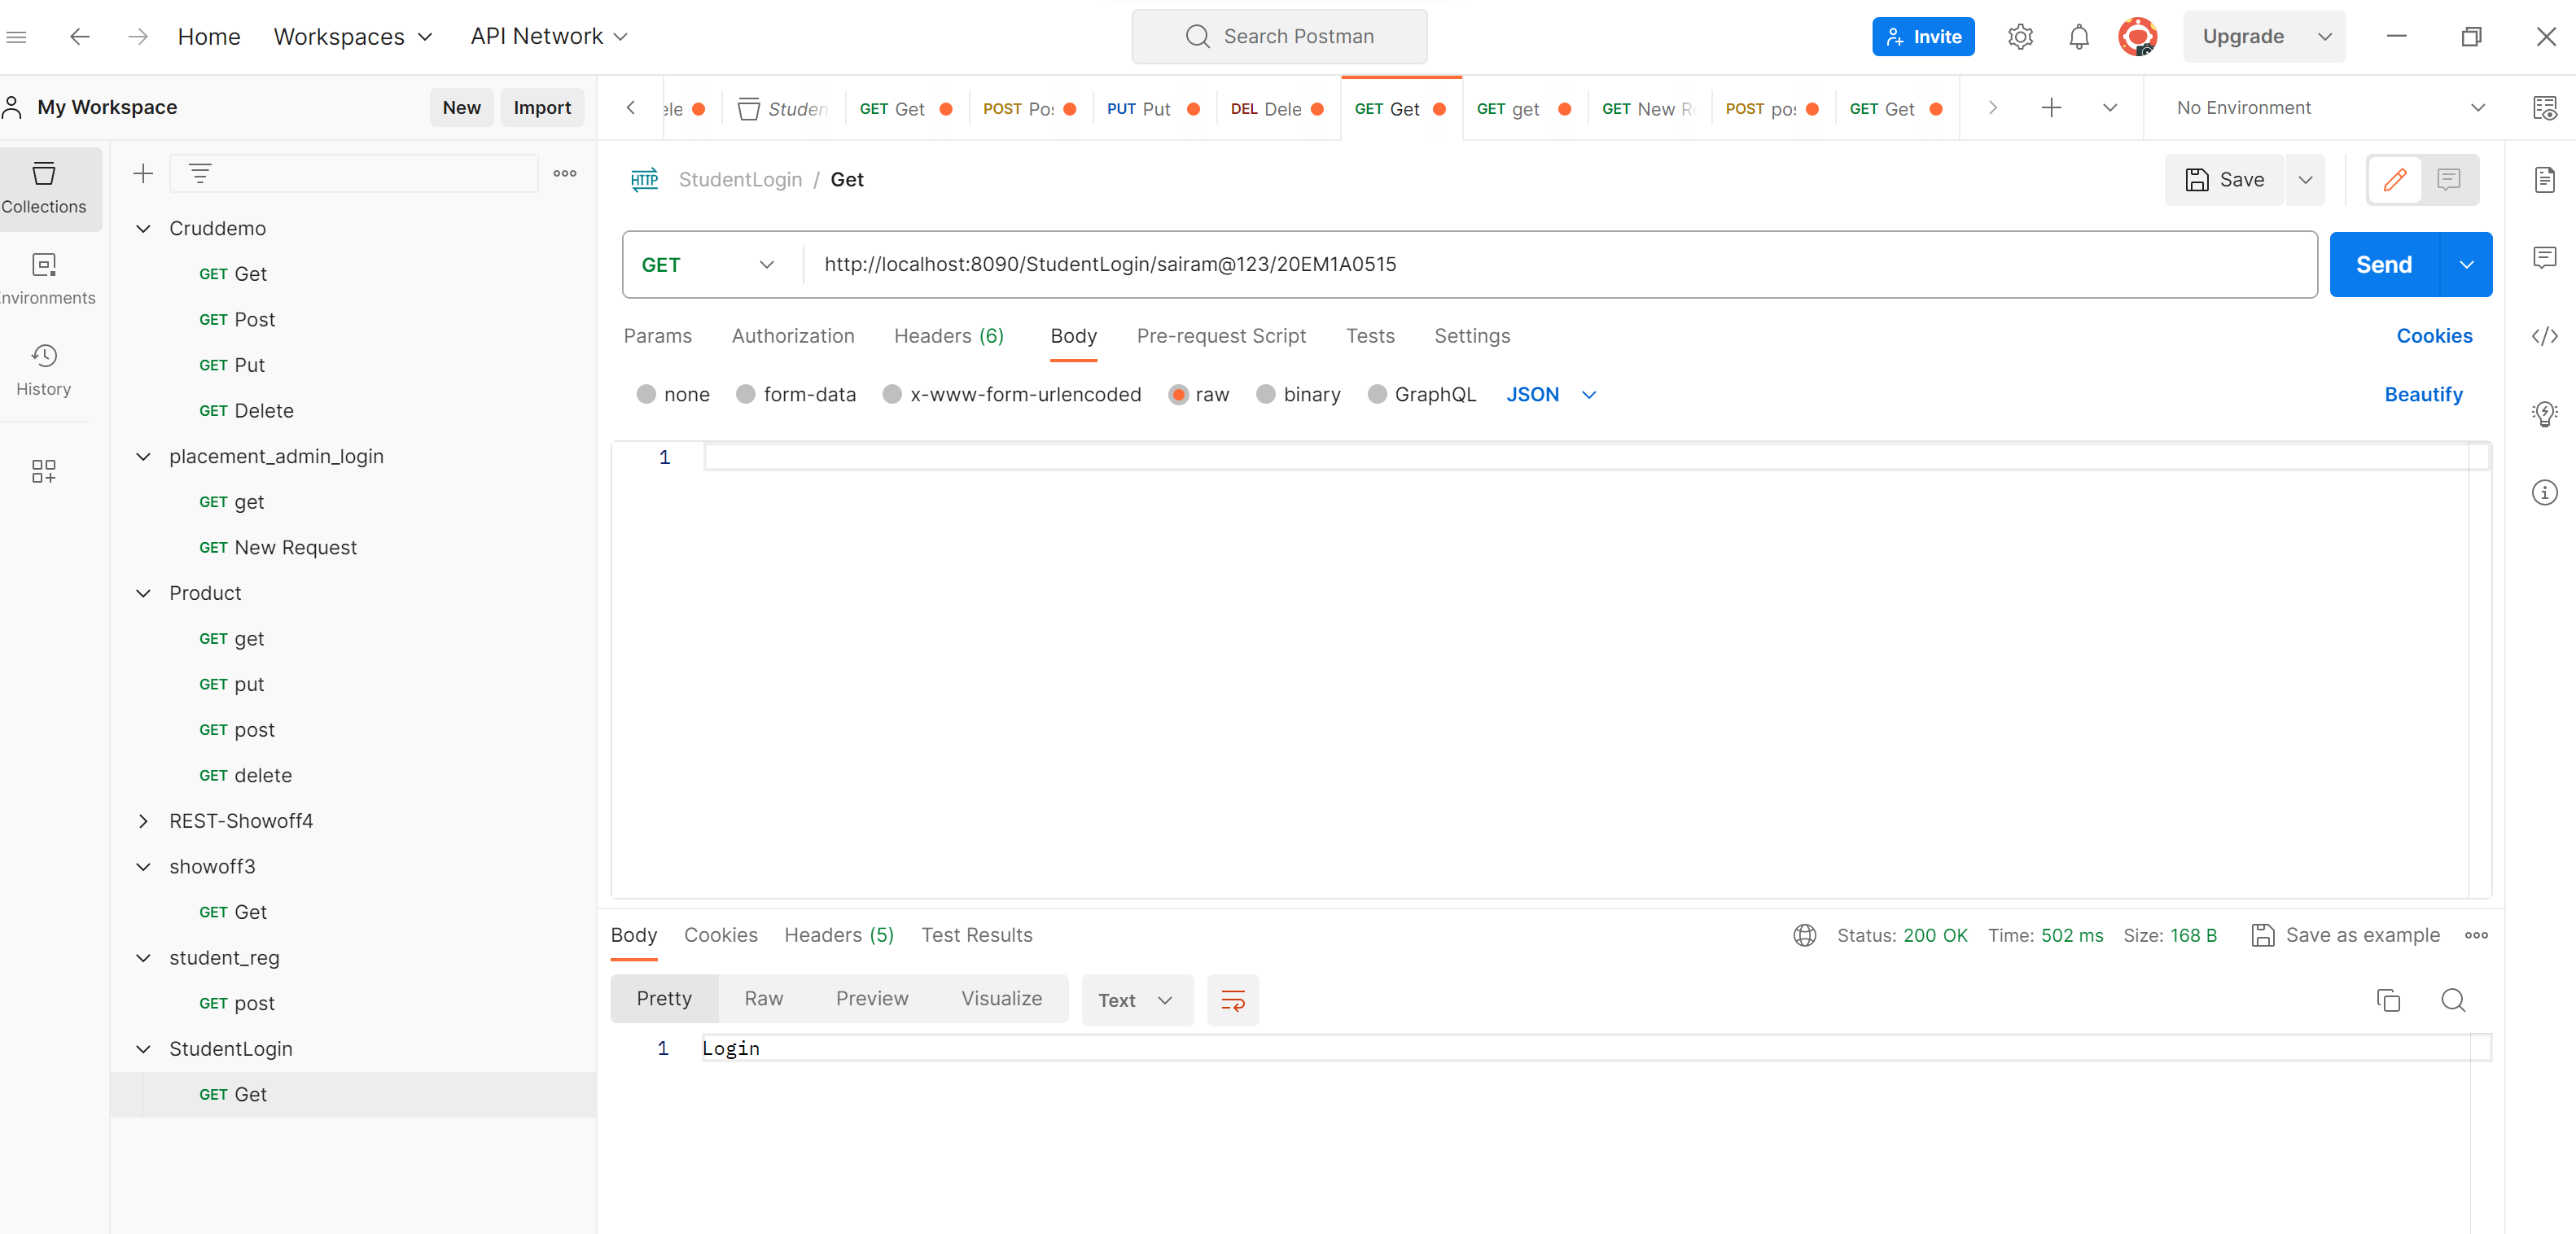 Home Workspaces API Network Search Postman Invite Upgrade
My Workspace New Import
ele Studen GET Get POST Po: PUT Put DEL Dele GET Get GET get GET New R POST po: GET Get No Environment
Collections
nvironments
History
Cruddemo
GET Get
GET Post
GET Put
GET Delete
placement_admin_login
GET get
GET New Request
Product
GET get
GET put
GET post
GET delete
REST-Showoff4
showoff3
GET Get
student_reg
GET post
StudentLogin
GET Get
HTTP StudentLogin / Get Save
GET http://localhost:8090/StudentLogin/sairam@123/20EM1A0515 Send
Params Authorization Headers (6) Body Pre-request Script Tests Settings Cookies
none form-data x-www-form-urlencoded raw binary GraphQL JSON Beautify
1
Body Cookies Headers (5) Test Results Status: 200 OK Time: 502 ms Size: 168 B Save as example
Pretty Raw Preview Visualize Text
1 Login